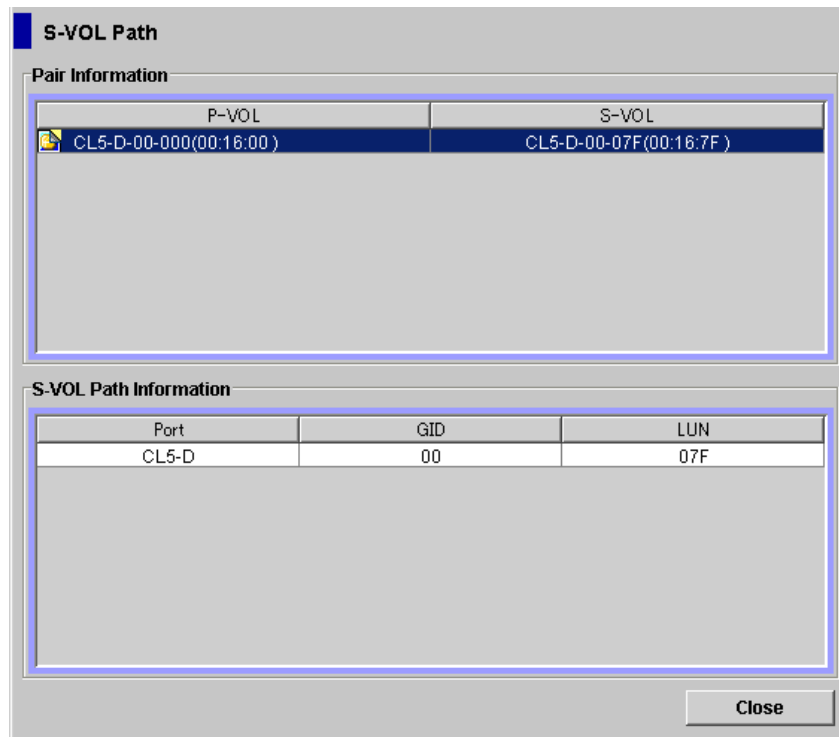 S-VOL Path
Pair Information
P-VOL S-VOL
CL5-D-00-000(00:16:00 ) CL5-D-00-07F(00:16:7F )
S-VOL Path Information
Port GID LUN
CL5-D 00 07F
Close